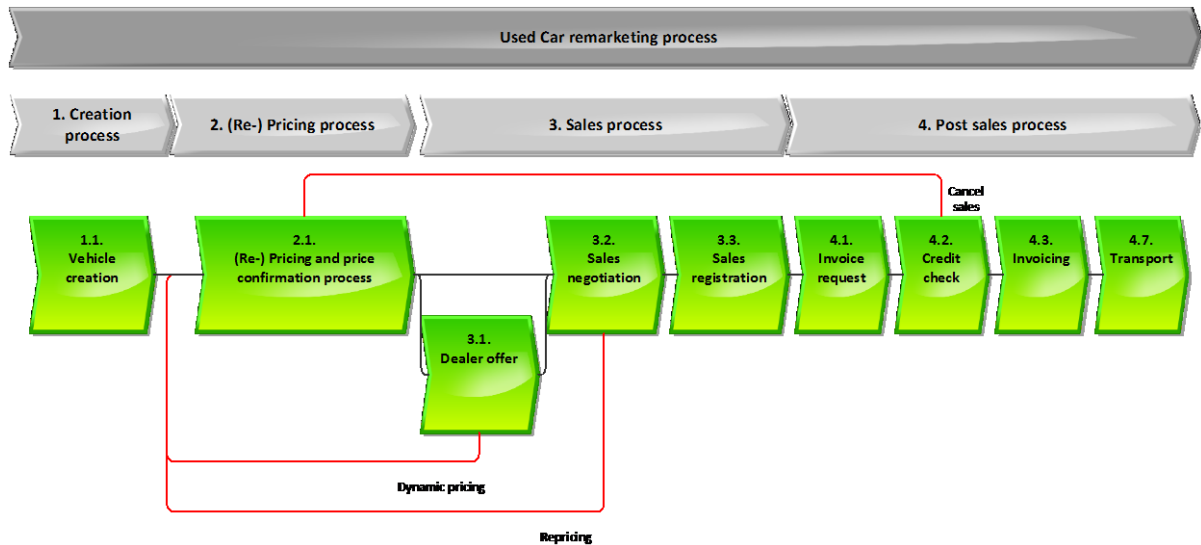 Used Car remarketing process
1. Creation
process
2. (Re-) Pricing process
3. Sales process
4. Post sales process
Cancel
sales
1.1.
Vehicle
creation
2.1.
(Re-) Pricing and price
confirmation process
3.1.
Dealer offer
3.2.
Sales
negotiation
3.3.
Sales
registration
4.1.
Invoice
request
4.2.
Credit
check
4.3.
Invoicing
4.7.
Transport
Dynamic pricing
Repricing